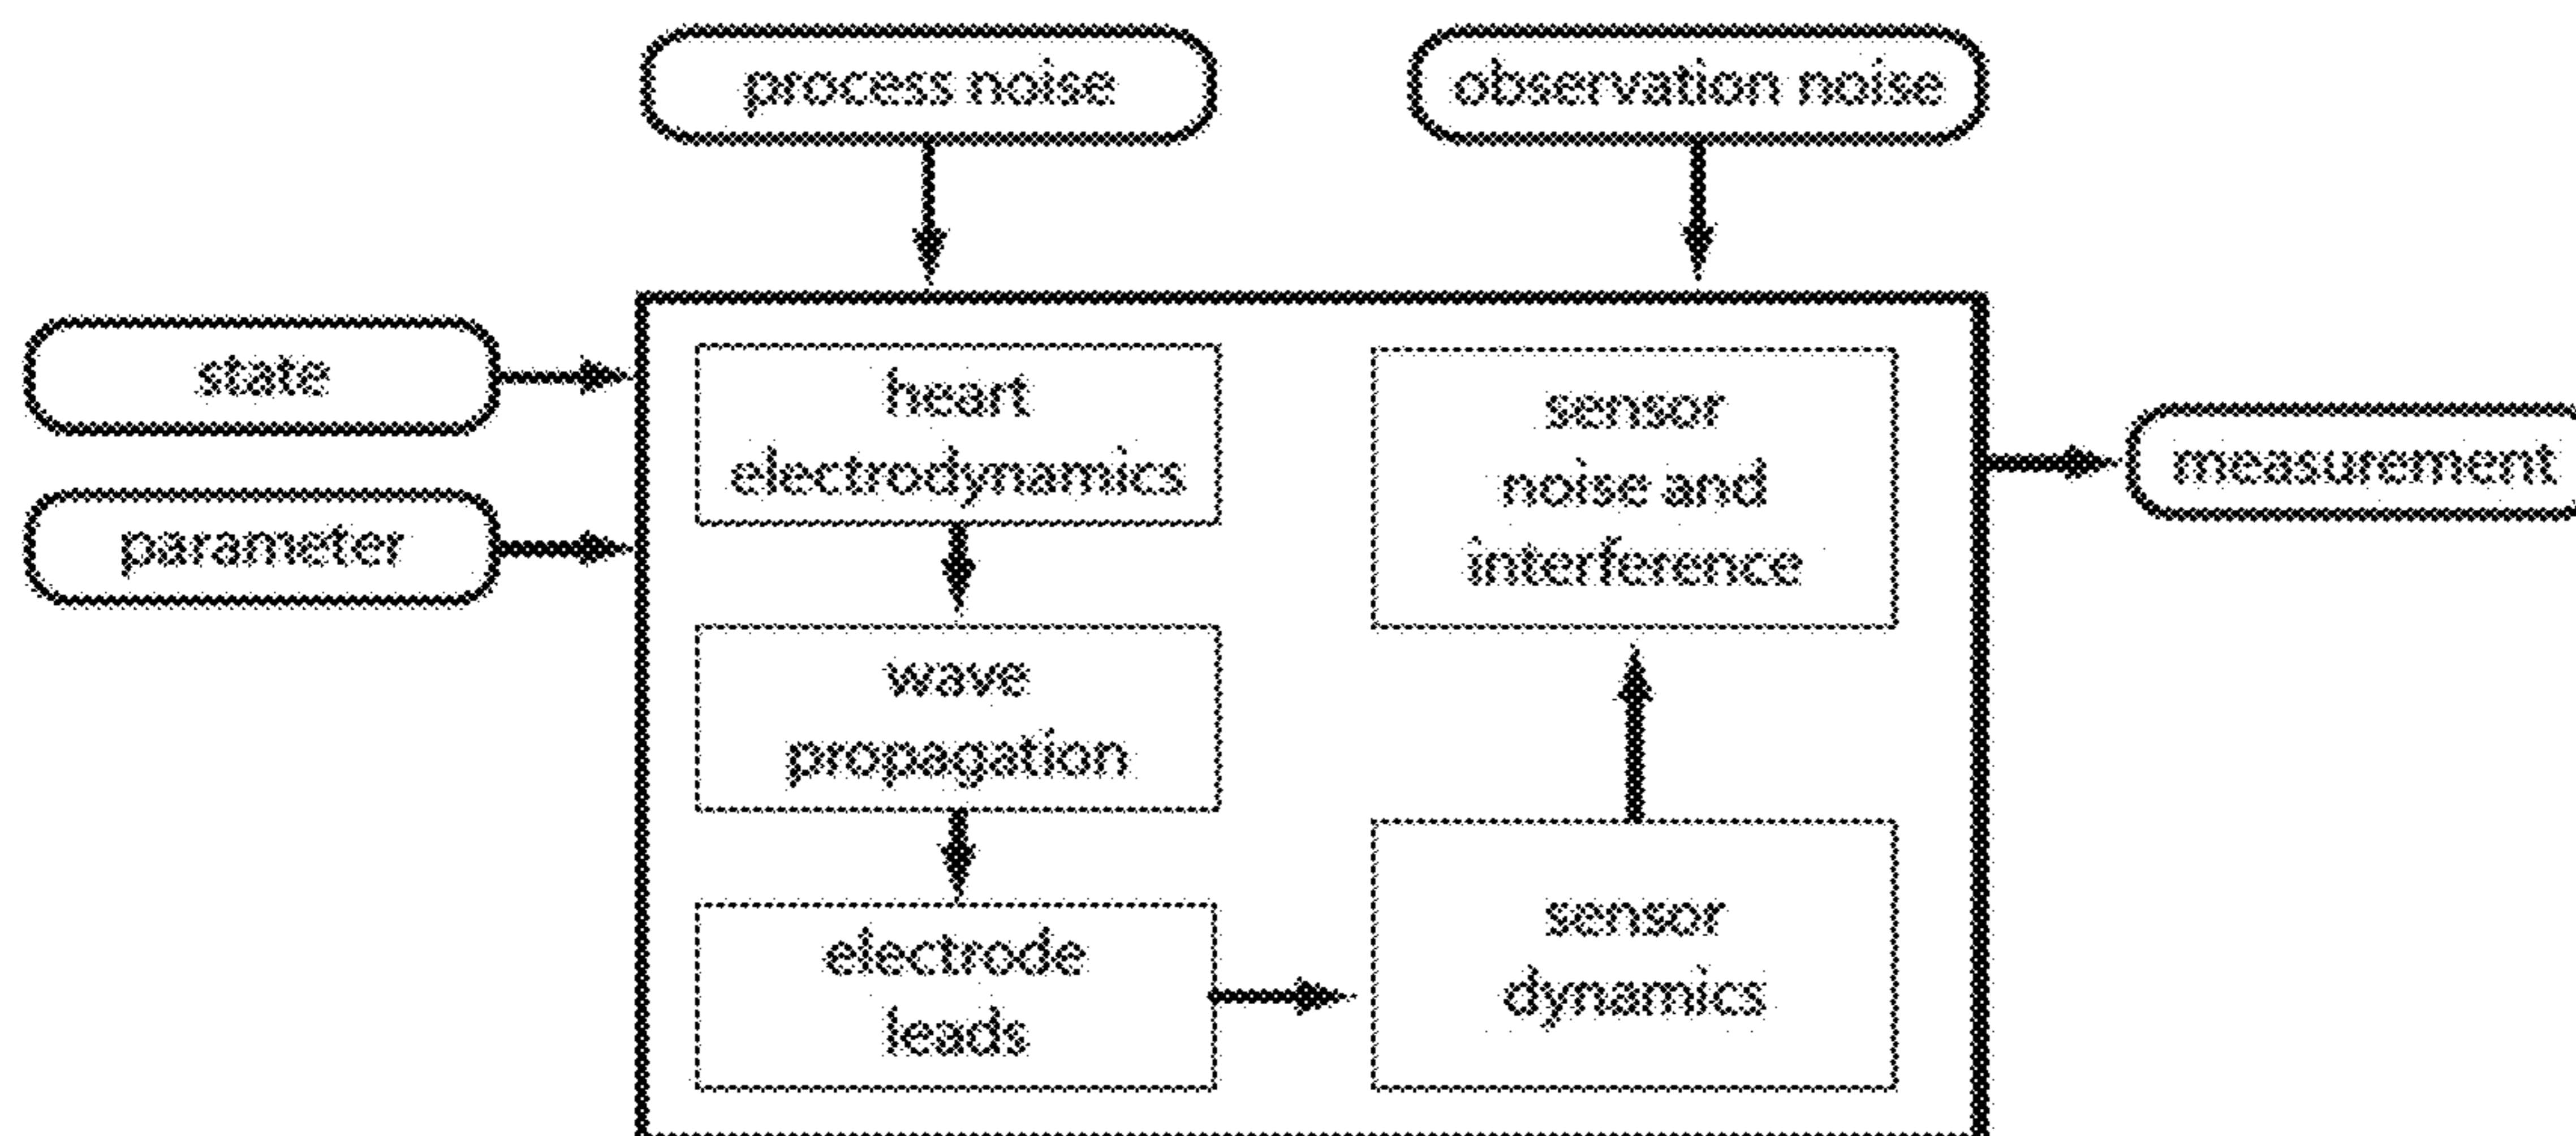 process noise
observation noise
state
parameter
heart
electrodynamics
wave
propagation
electrode
leads
sensor
noise and
interference
sensor
dynamics
measurement